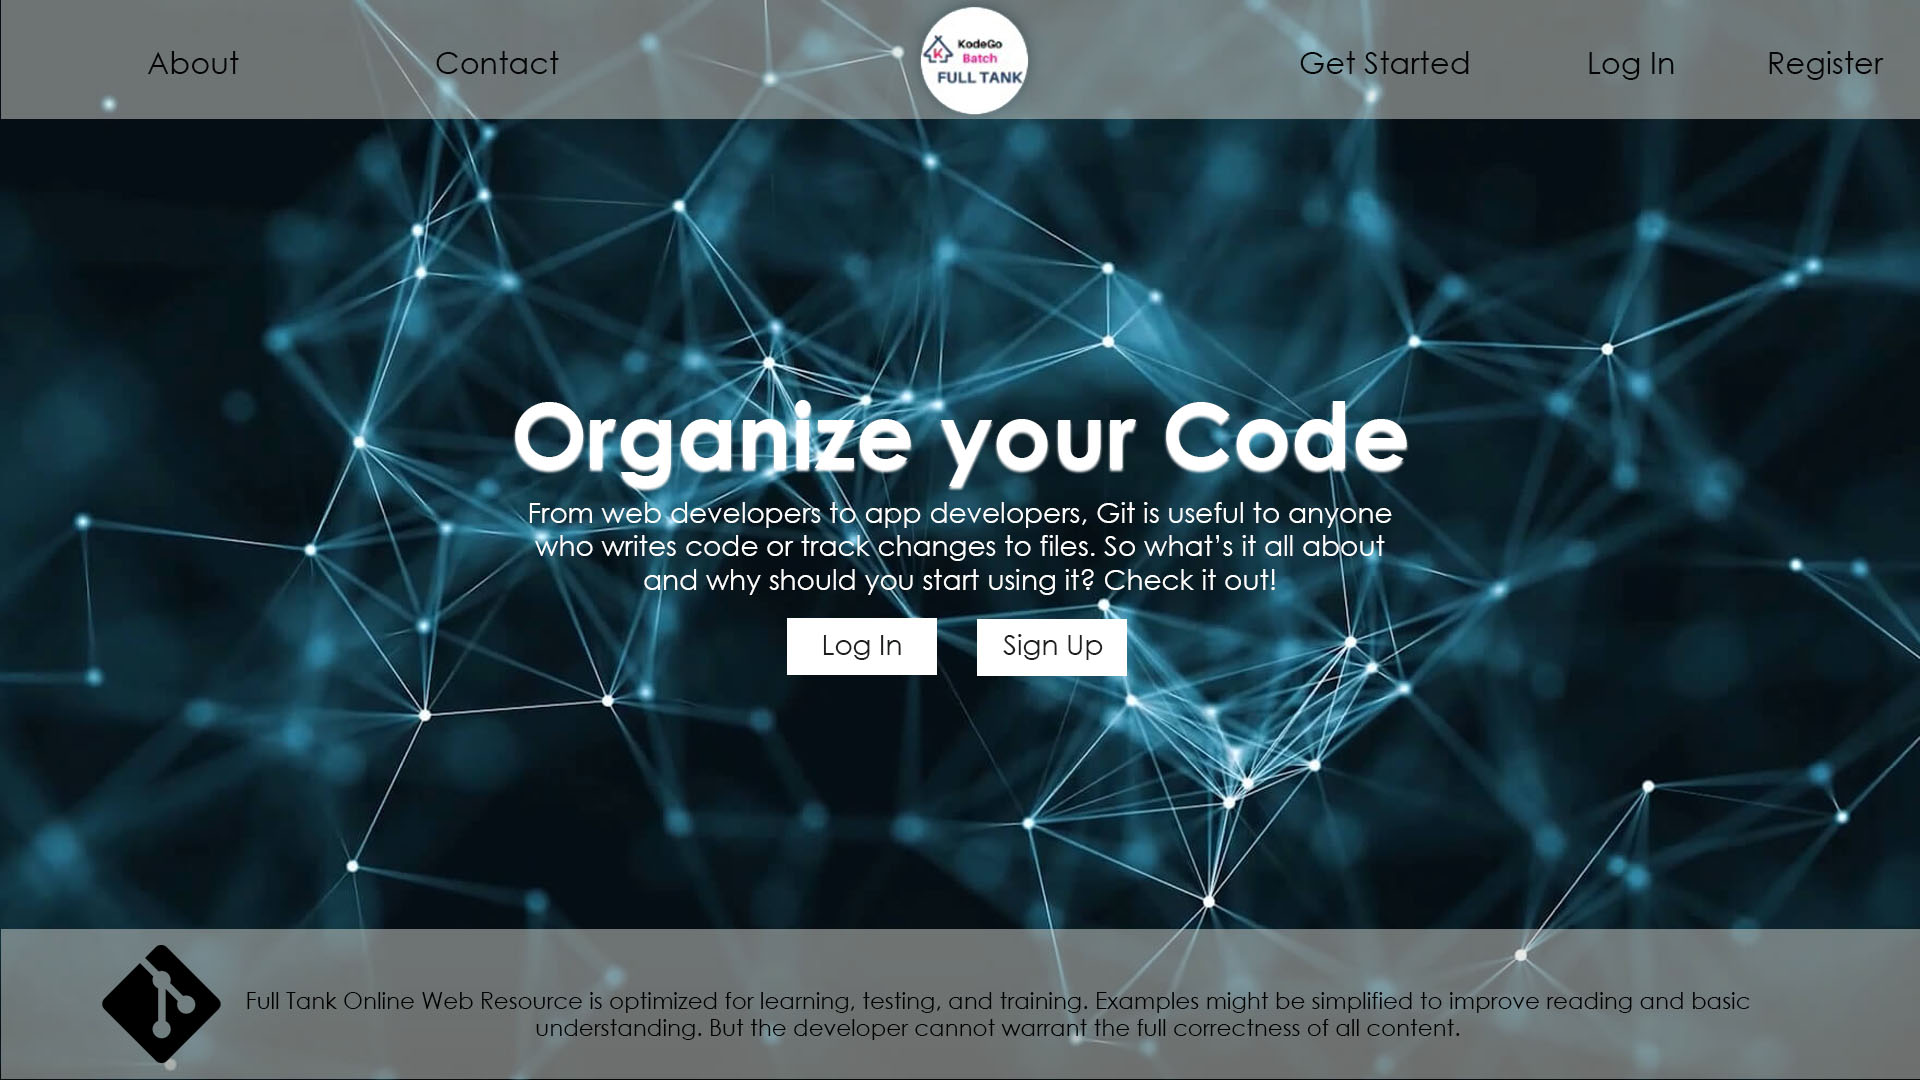 About
Contact
KodeGo
Batch
K
FULL TANK
Get Started
Log In
Register
Organize your Code
From web developers to app developers, Git is useful to anyone
who writes code or track changes to files. So what’s it all about
and why should you start using it? Check it out!
Log In
Sign Up
Full Tank Online Web Resource is optimized for learning, testing, and training. Examples might be simplified to improve reading and basic
understanding. But the developer cannot warrant the full correctness of all content.